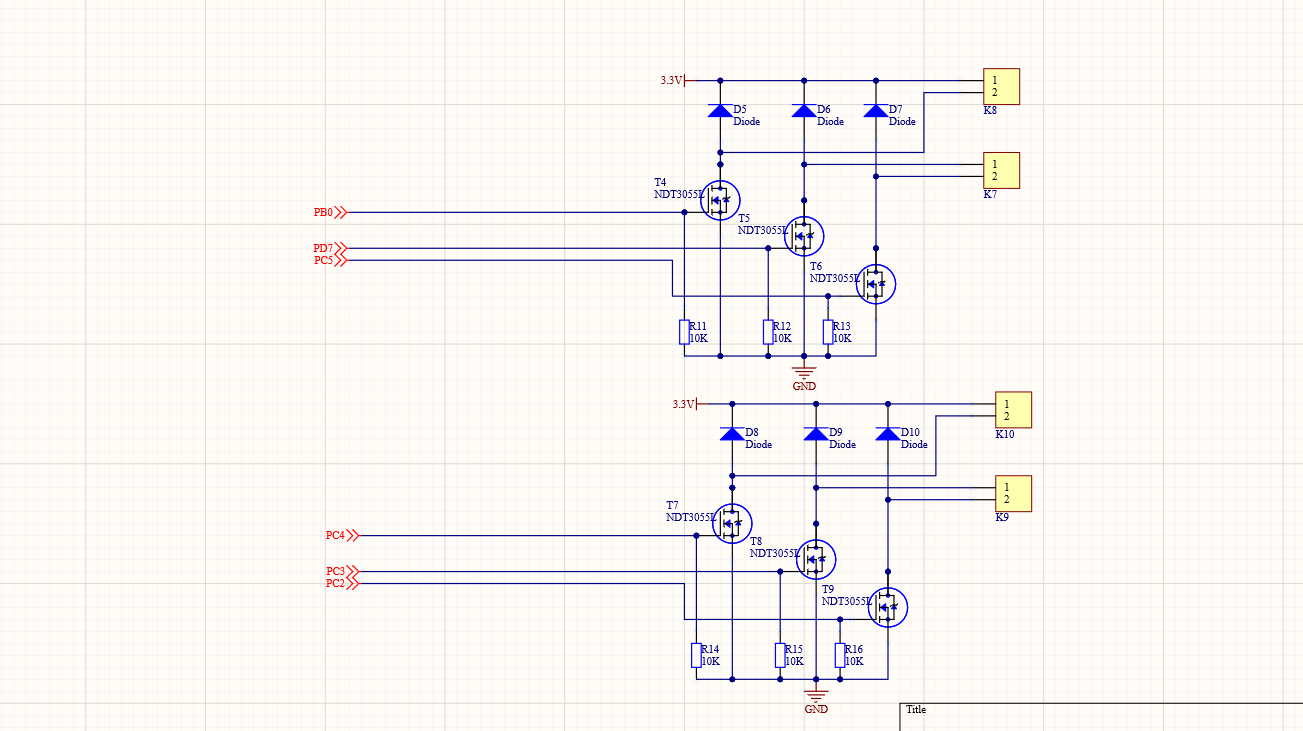 3.3V
1
2
K8
D5
Diode
D6
Diode
D7
Diode
1
2
K7
T4
NDT3055L
PB0
T5
NDT3055L
PD7
PC5
T6
NDT3055L
R11
10K
R12
10K
R13
10K
GND
3.3V
1
2
K10
D8
Diode
D9
Diode
D10
Diode
1
2
K9
T7
NDT3055L
PC4
T8
NDT3055L
PC3
PC2
T9
NDT3055L
R14
10K
R15
10K
R16
10K
GND
Title